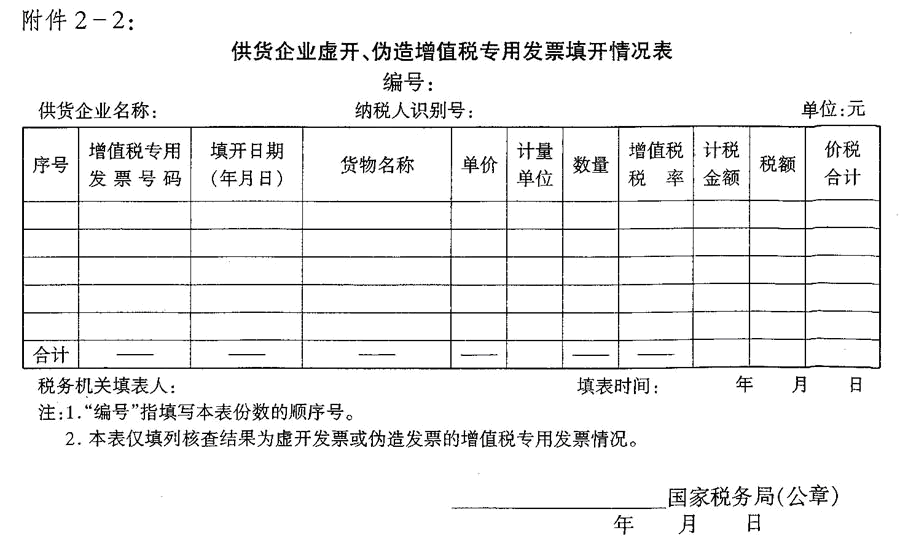 附件2-2:
供货企业虚开、伪造增值税专用发票填开情况表
编号:
供货企业名称: 纳税人识别号: 单位:元
序号 增值税专用发票号码 填开日期(年月日) 货物名称 单价 计量单位 数量 增值税税率 计税金额 税额 价税合计
合计 —— —— —— —— —— ——
税务机关填表人: 填表时间: 年 月 日
注:1.“编号”指填写本表份数的顺序号。
2. 本表仅填列核查结果为虚开发票或伪造发票的增值税专用发票情况。
国家税务局(公章)
年 月 日